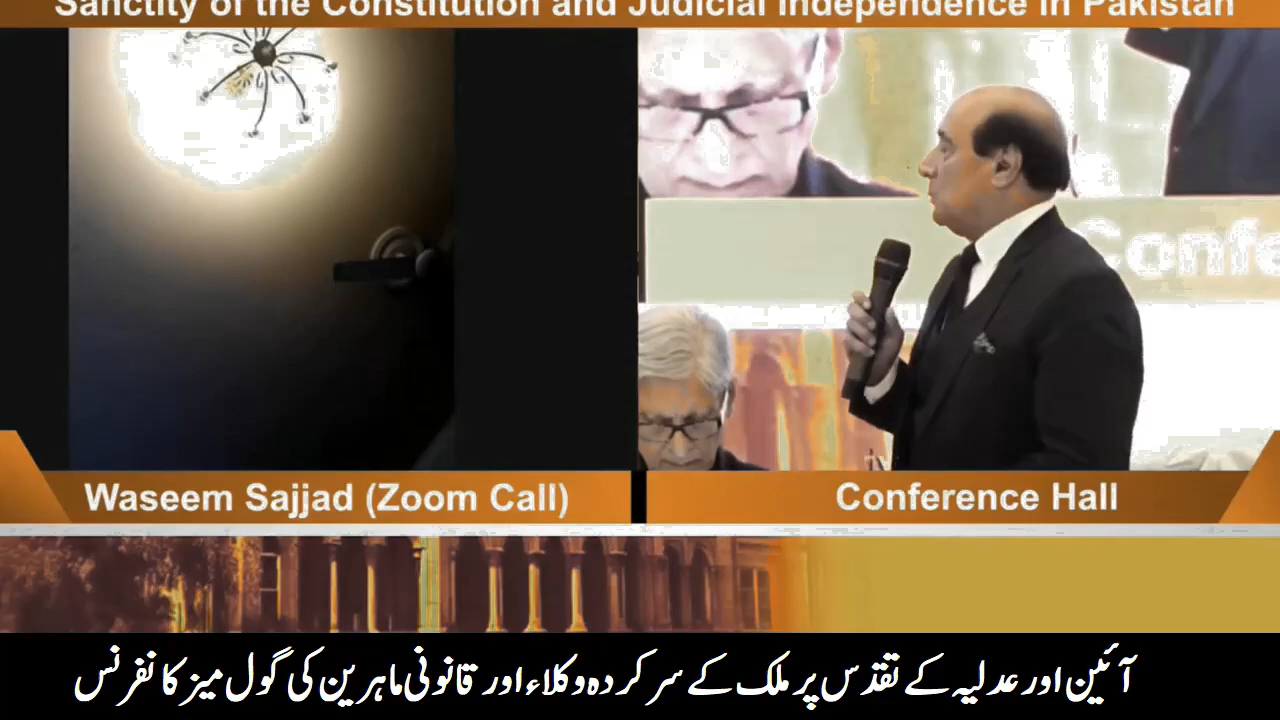 Sanctity of the Constitution and Judicial Independence in Pakistan
Confe
Waseem Sajjad (Zoom Call)
Conference Hall
آئین اور عدلیہ کے تقدس پر ملک کے سرکردہ وکلاء اور قانونی ماہرین کی گول میز کانفرنس